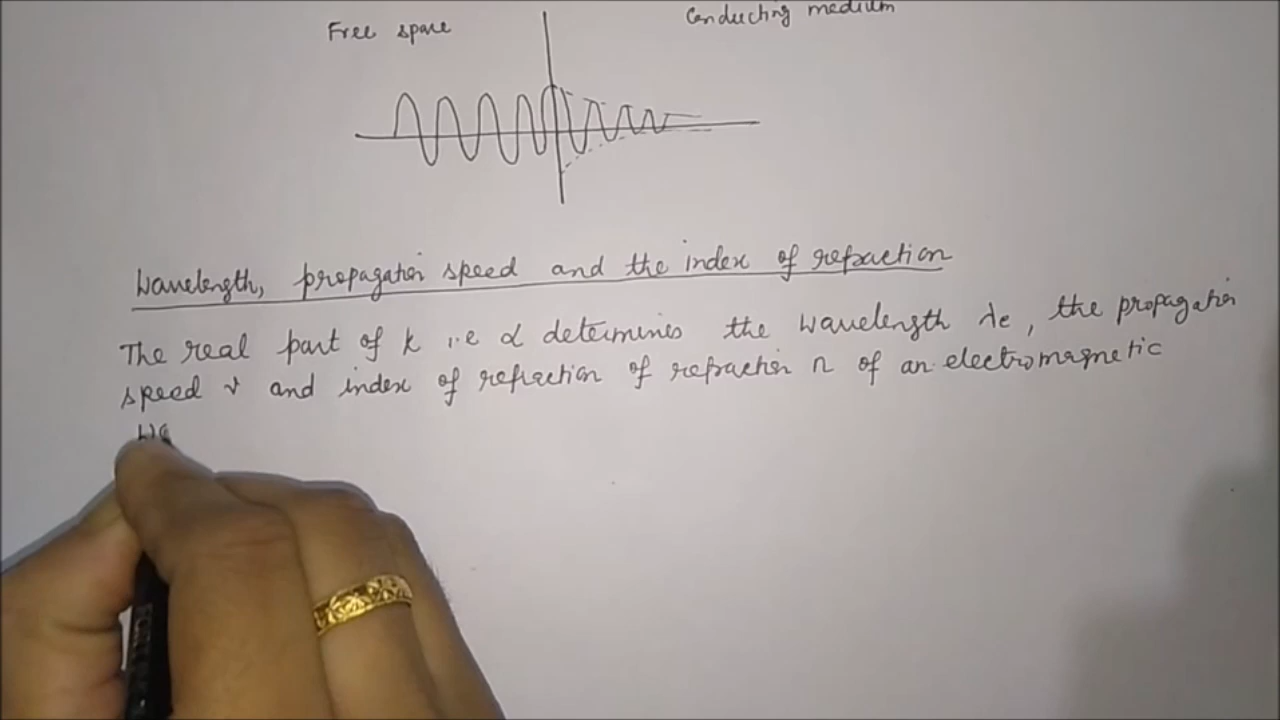 Free space
Conducting medium
Wavelength, propagation speed and the index of refraction
The real part of k i.e α determines the wavelength λe, the propagation
speed v and index of refraction of refraction n of an electromagnetic